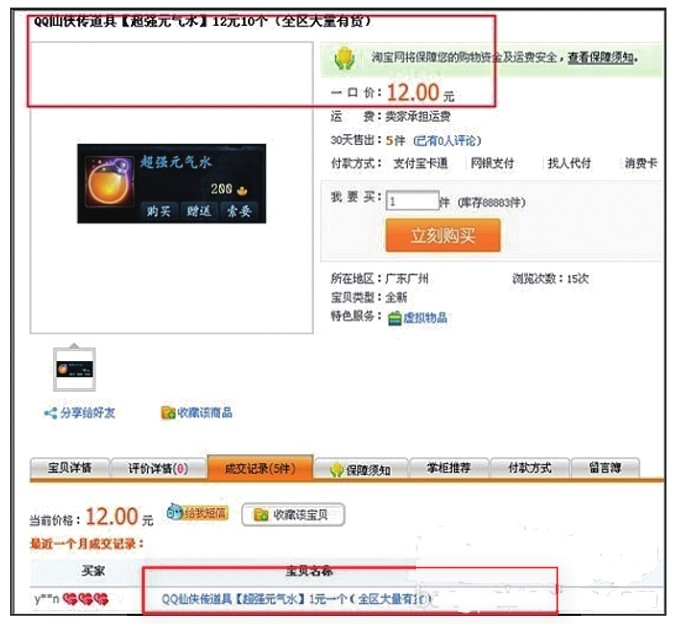 QQ仙侠传道具【超强元气水】12元10个（全区大量有货）
淘宝网将保障您的购物资金及运费安全，查看保障须知。
一 口 价：12.00 元
运 费：卖家承担运费
30天售出：5件（已有0人评论）
付款方式： 支付宝卡通 网银支付 找人代付 消费卡
超强元气水
200
购买 赠送 索要
我 要 买：1 件（库存88883件）
立刻购买
所在地区：广东广州 浏览次数：15次
宝贝类型：全新
特色服务：虚拟物品
分享给好友 收藏该商品
宝贝详情 评价详情(0) 成交记录(5件) 保障须知 掌柜推荐 付款方式 留言簿
当前价格：12.00 元 给我短信 收藏该宝贝
最近一个月成交记录：
买家 宝贝名称
y**n QQ仙侠传道具【超强元气水】1元一个（全区大量有货）